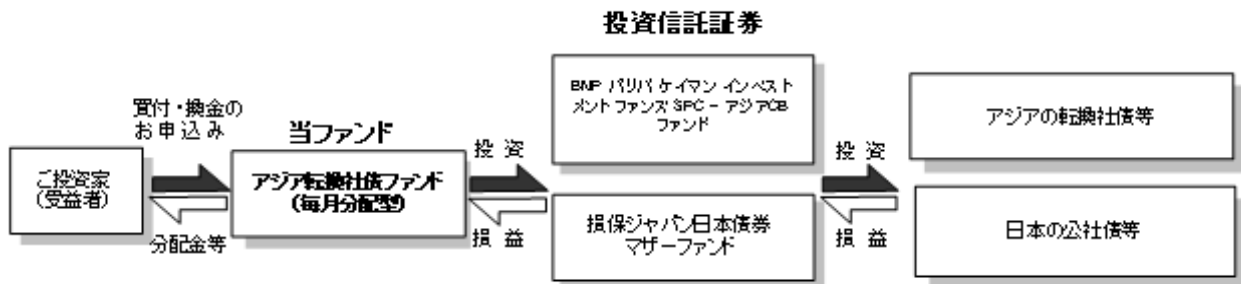 投資信託証券
買付・換金の
お申込み
ご投資家
(受益者)
分配金等
当ファンド
アジア転換社債ファンド
(毎月分配型)
投 資
損 益
BNP パリバ ケイマン インベスト
メント ファンズ SPC – アジアCB
ファンド
損保ジャパン日本債券
マザーファンド
投 資
損 益
アジアの転換社債等
日本の公社債等